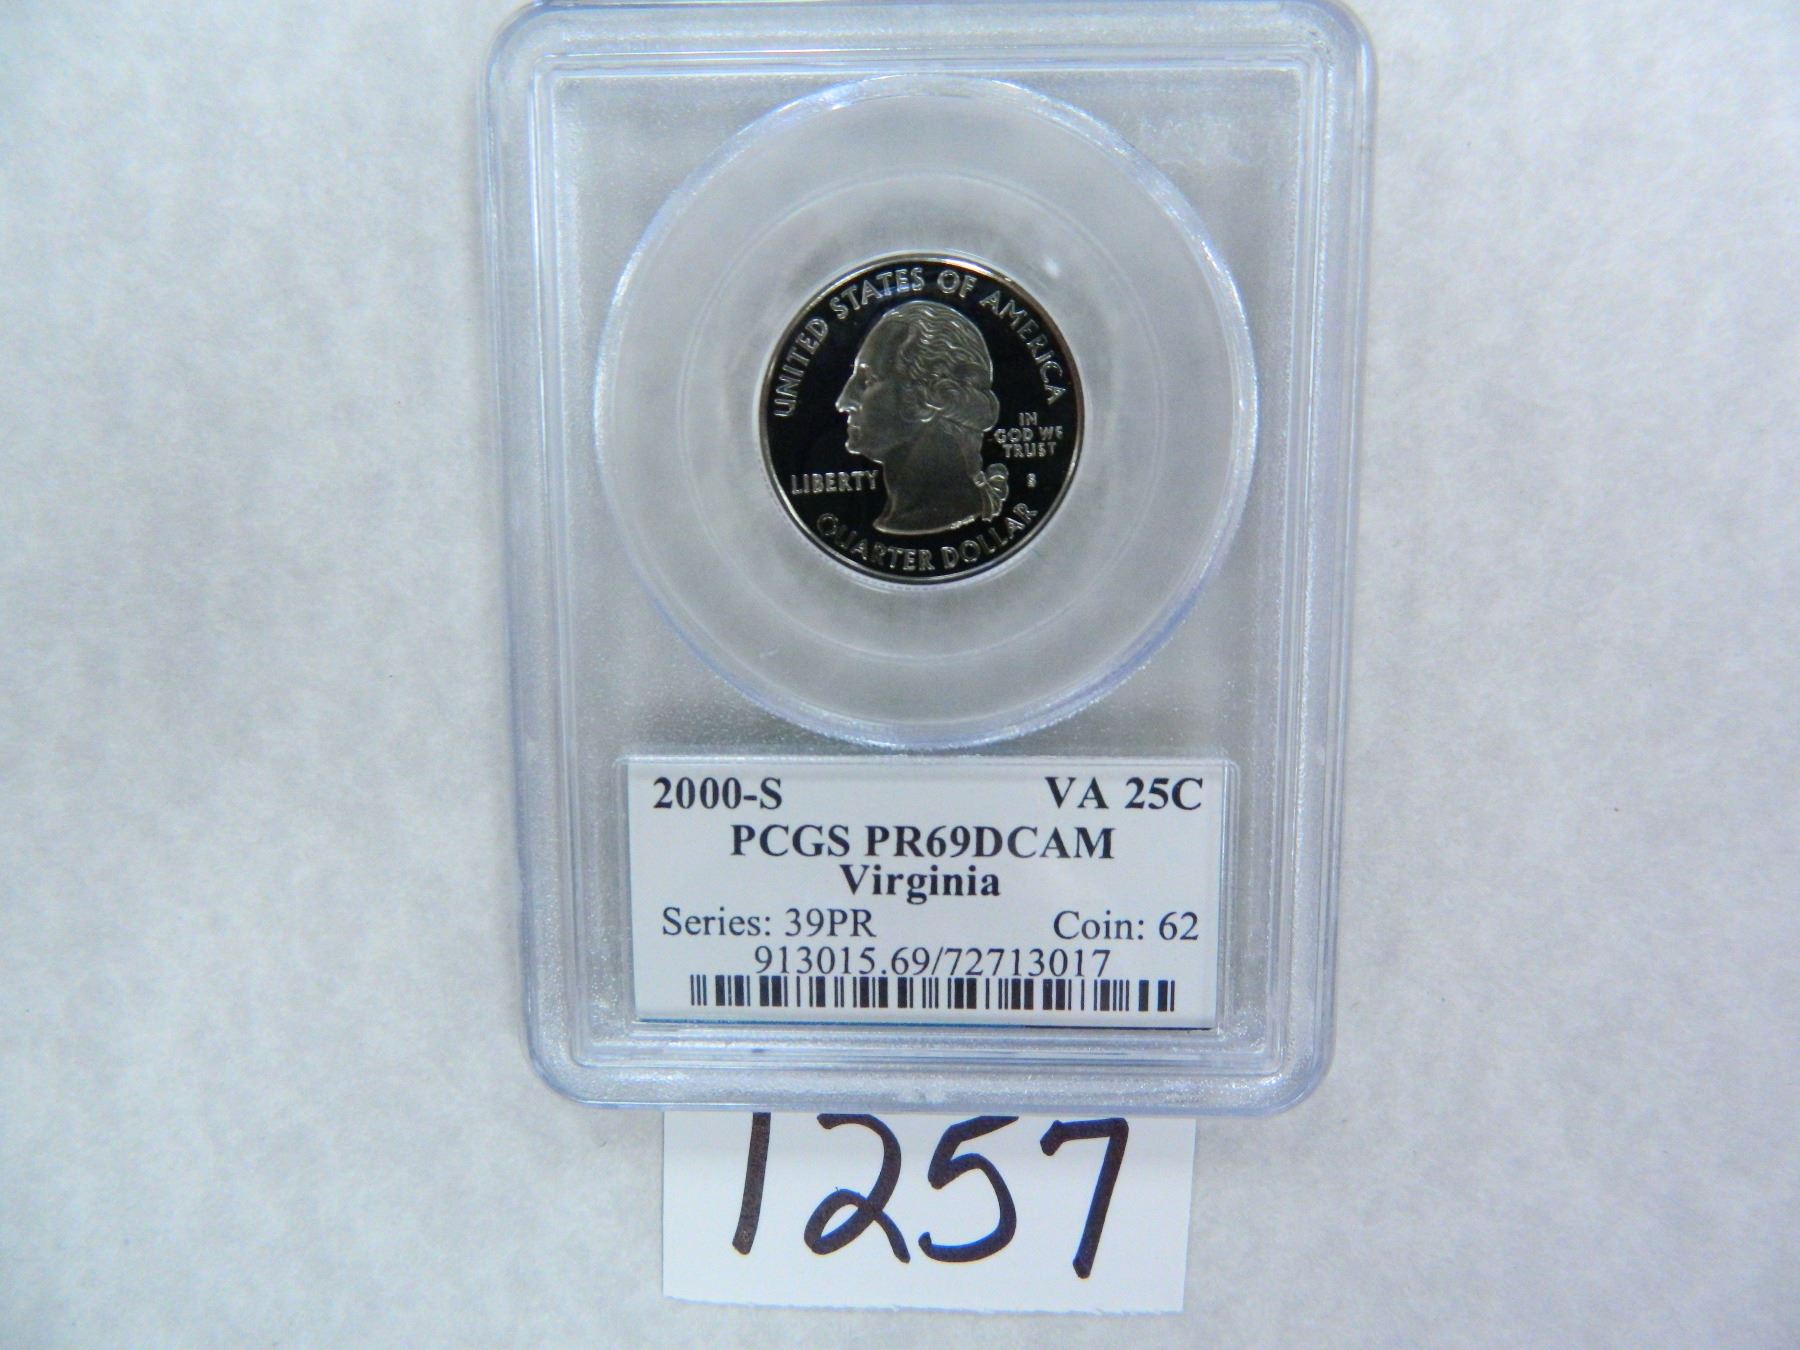 UNITED STATES OF AMERICA
IN
GOD WE
TRUST
LIBERTY
S
QUARTER DOLLAR
2000-S VA 25C
PCGS PR69DCAM
Virginia
Series: 39PR Coin: 62
913015.69/72713017
1257